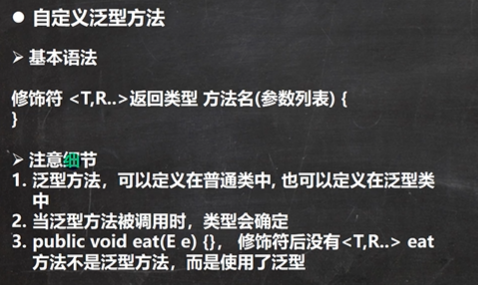 ● 自定义泛型方法
➢ 基本语法
修饰符 <T,R..>返回类型 方法名(参数列表) {
}
➢ 注意细节
1. 泛型方法，可以定义在普通类中, 也可以定义在泛型类
中
2. 当泛型方法被调用时，类型会确定
3. public void eat(E e) {}， 修饰符后没有<T,R..> eat
方法不是泛型方法，而是使用了泛型